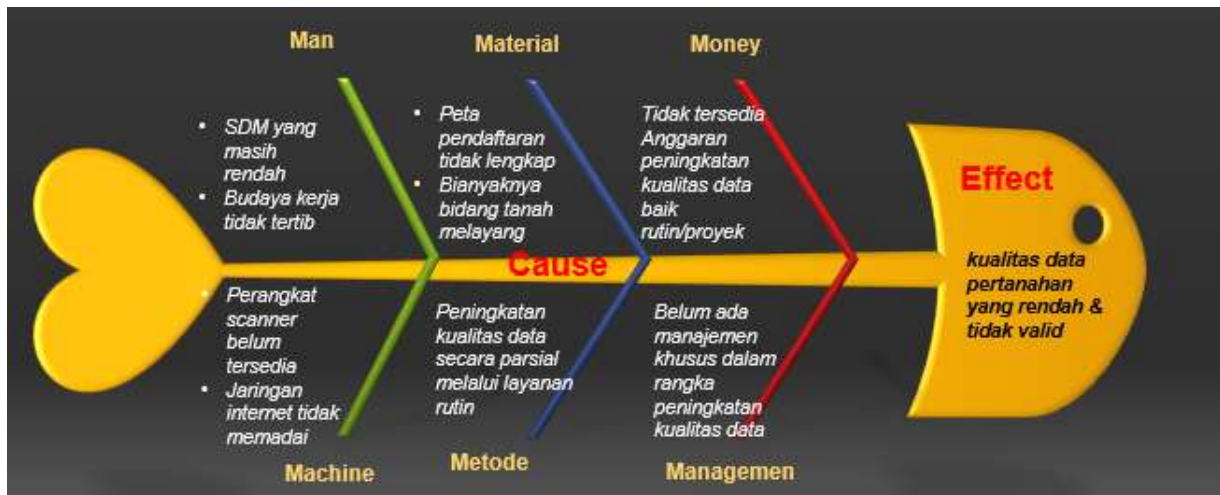 Man
• SDM yang
masih
rendah
• Budaya kerja
tidak tertib
Material
• Peta
pendaftaran
tidak lengkap
• Bianyaknya
bidang tanah
melayang
Money
Tidak tersedia
Anggaran
peningkatan
kualitas data
baik
rutin/proyek
Cause
Effect
kualitas data
pertanahan
yang rendah &
tidak valid
• Perangkat
scanner
belum
tersedia
• Jaringan
internet tidak
memadai
Machine
Peningkatan
kualitas data
secara parsial
melalui layanan
rutin
Metode
Belum ada
manajemen
khusus dalam
rangka
peningkatan
kualitas data
Managemen